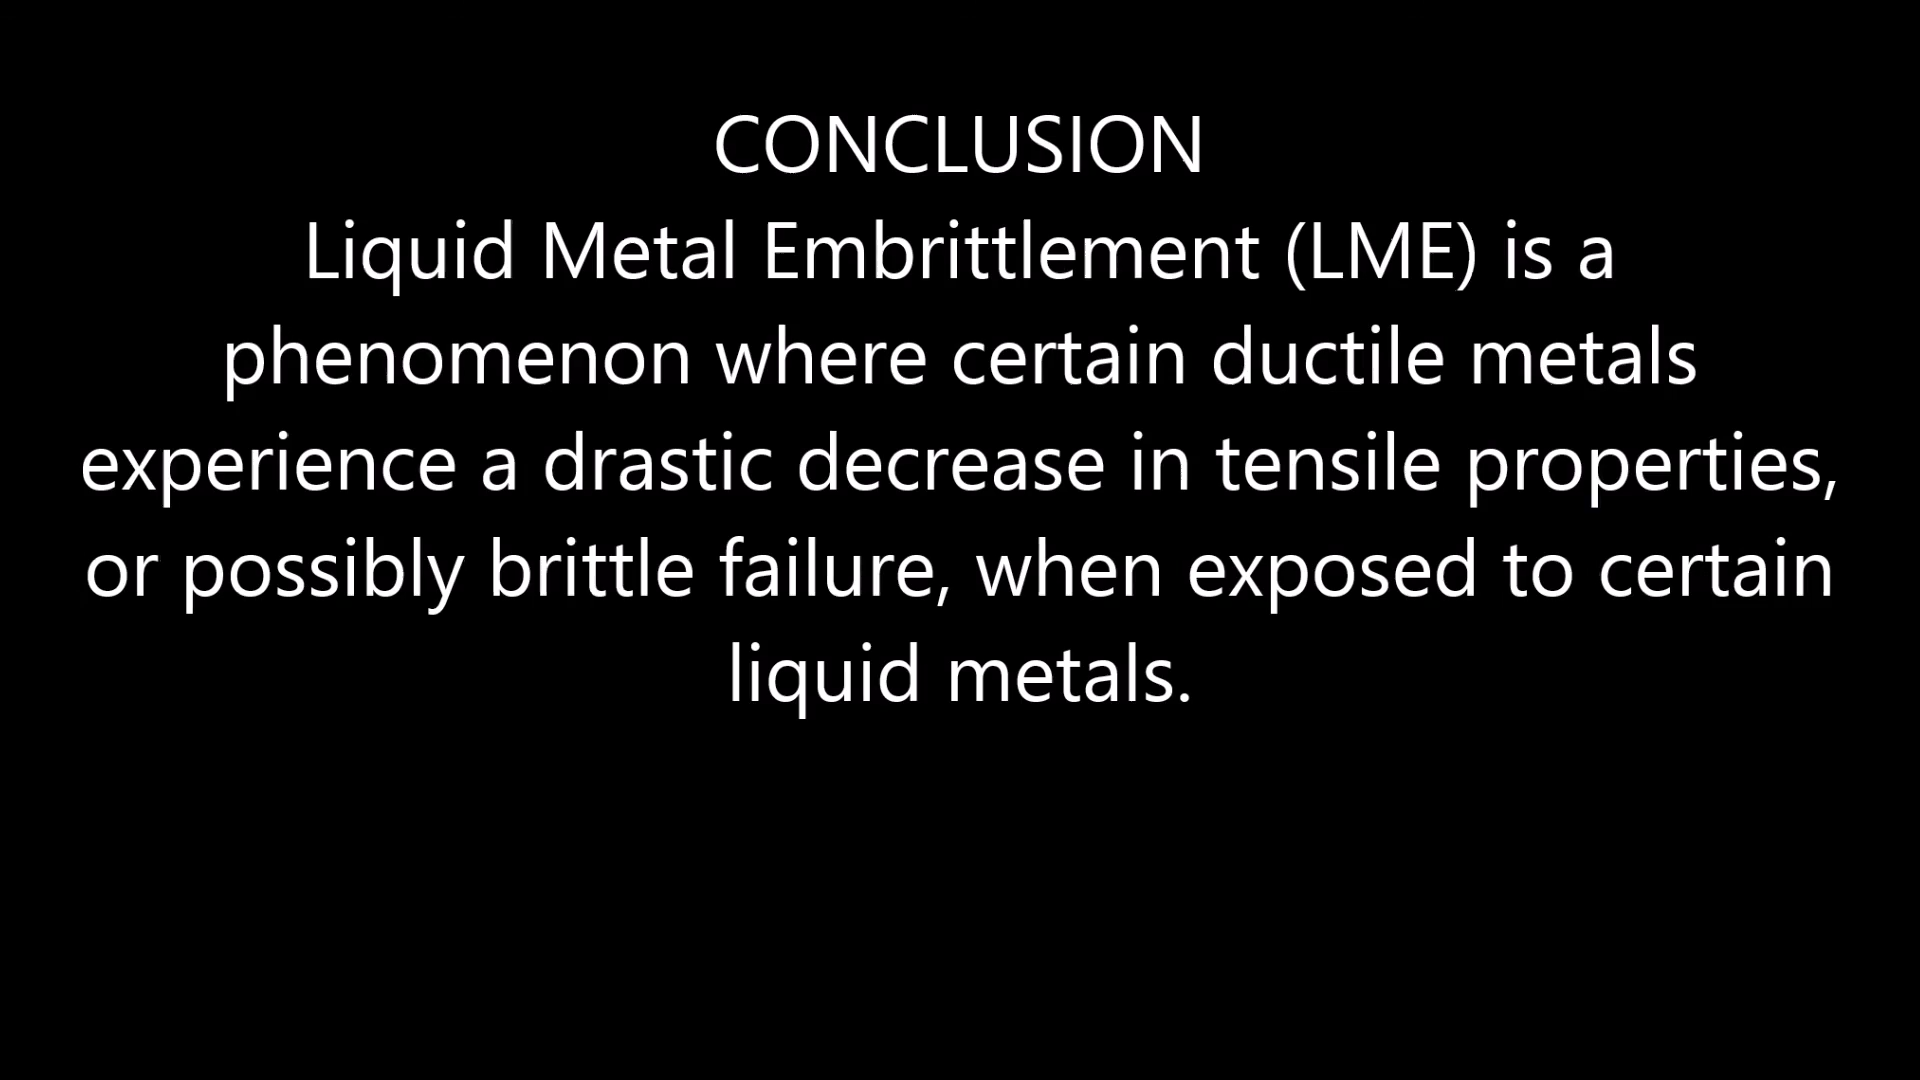 CONCLUSION
Liquid Metal Embrittlement (LME) is a
phenomenon where certain ductile metals
experience a drastic decrease in tensile properties,
or possibly brittle failure, when exposed to certain
liquid metals.